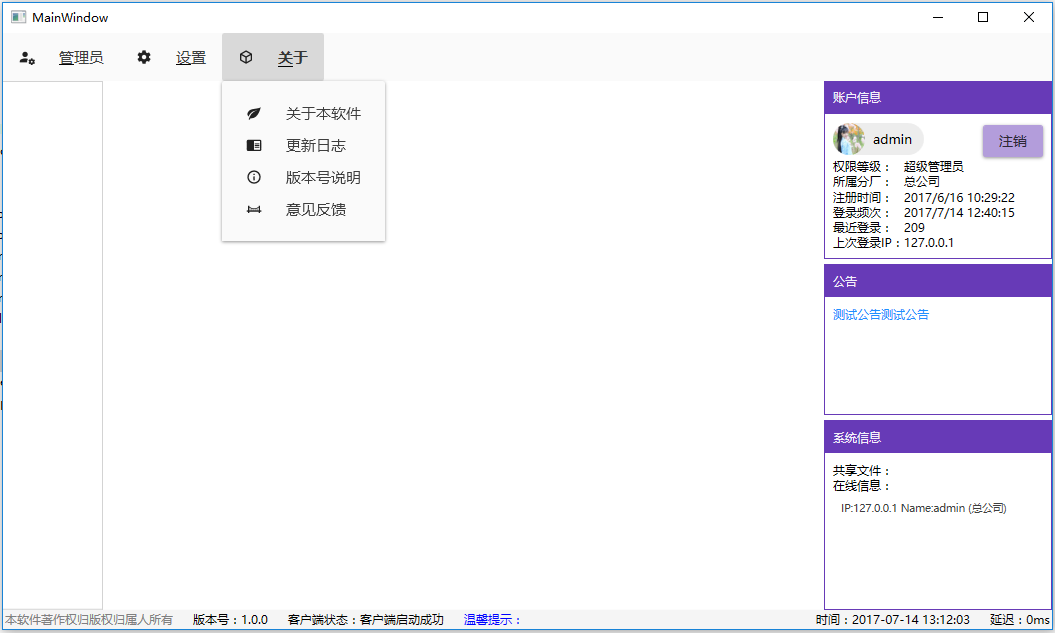 MainWindow
管理员 设置 关于
关于本软件
更新日志
版本号说明
意见反馈
账户信息
admin 注销
权限等级： 超级管理员
所属分厂： 总公司
注册时间： 2017/6/16 10:29:22
登录频次： 2017/7/14 12:40:15
最近登录： 209
上次登录IP：127.0.0.1
公告
测试公告测试公告
系统信息
共享文件：
在线信息：
IP:127.0.0.1 Name:admin (总公司)
本软件著作权归版权归属人所有 版本号：1.0.0 客户端状态：客户端启动成功 温馨提示： 时间：2017-07-14 13:12:03 延迟：0ms